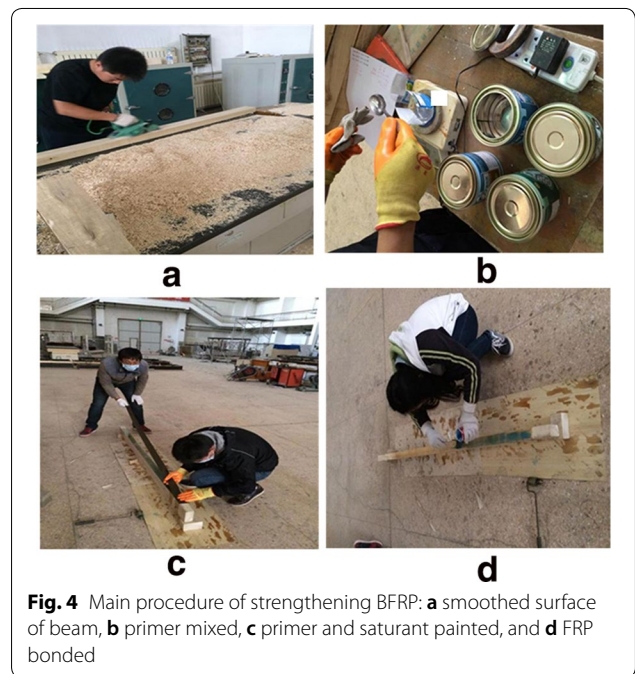 a
b
c
d
Fig. 4 Main procedure of strengthening BFRP: a smoothed surface
of beam, b primer mixed, c primer and saturant painted, and d FRP
bonded